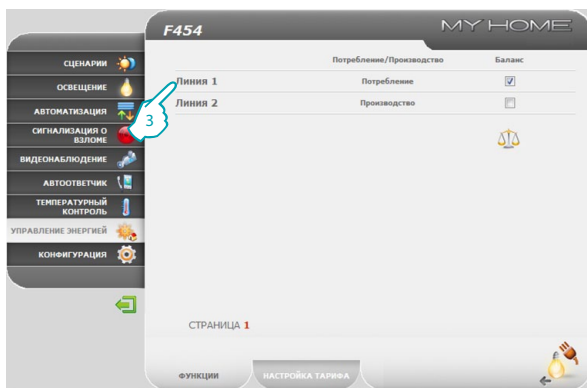 F454
MY HOME
СЦЕНАРИИ
ОСВЕЩЕНИЕ
АВТОМАТИЗАЦИЯ
СИГНАЛИЗАЦИЯ О
ВЗЛОМЕ
ВИДЕОНАБЛЮДЕНИЕ
АВТООТВЕТЧИК
ТЕМПЕРАТУРНЫЙ
КОНТРОЛЬ
УПРАВЛЕНИЕ ЭНЕРГИЕЙ
КОНФИГУРАЦИЯ
Потребление/Производство Баланс
Линия 1 Потребление
Линия 2 Производство
3
СТРАНИЦА 1
ФУНКЦИИ НАСТРОЙКА ТАРИФА